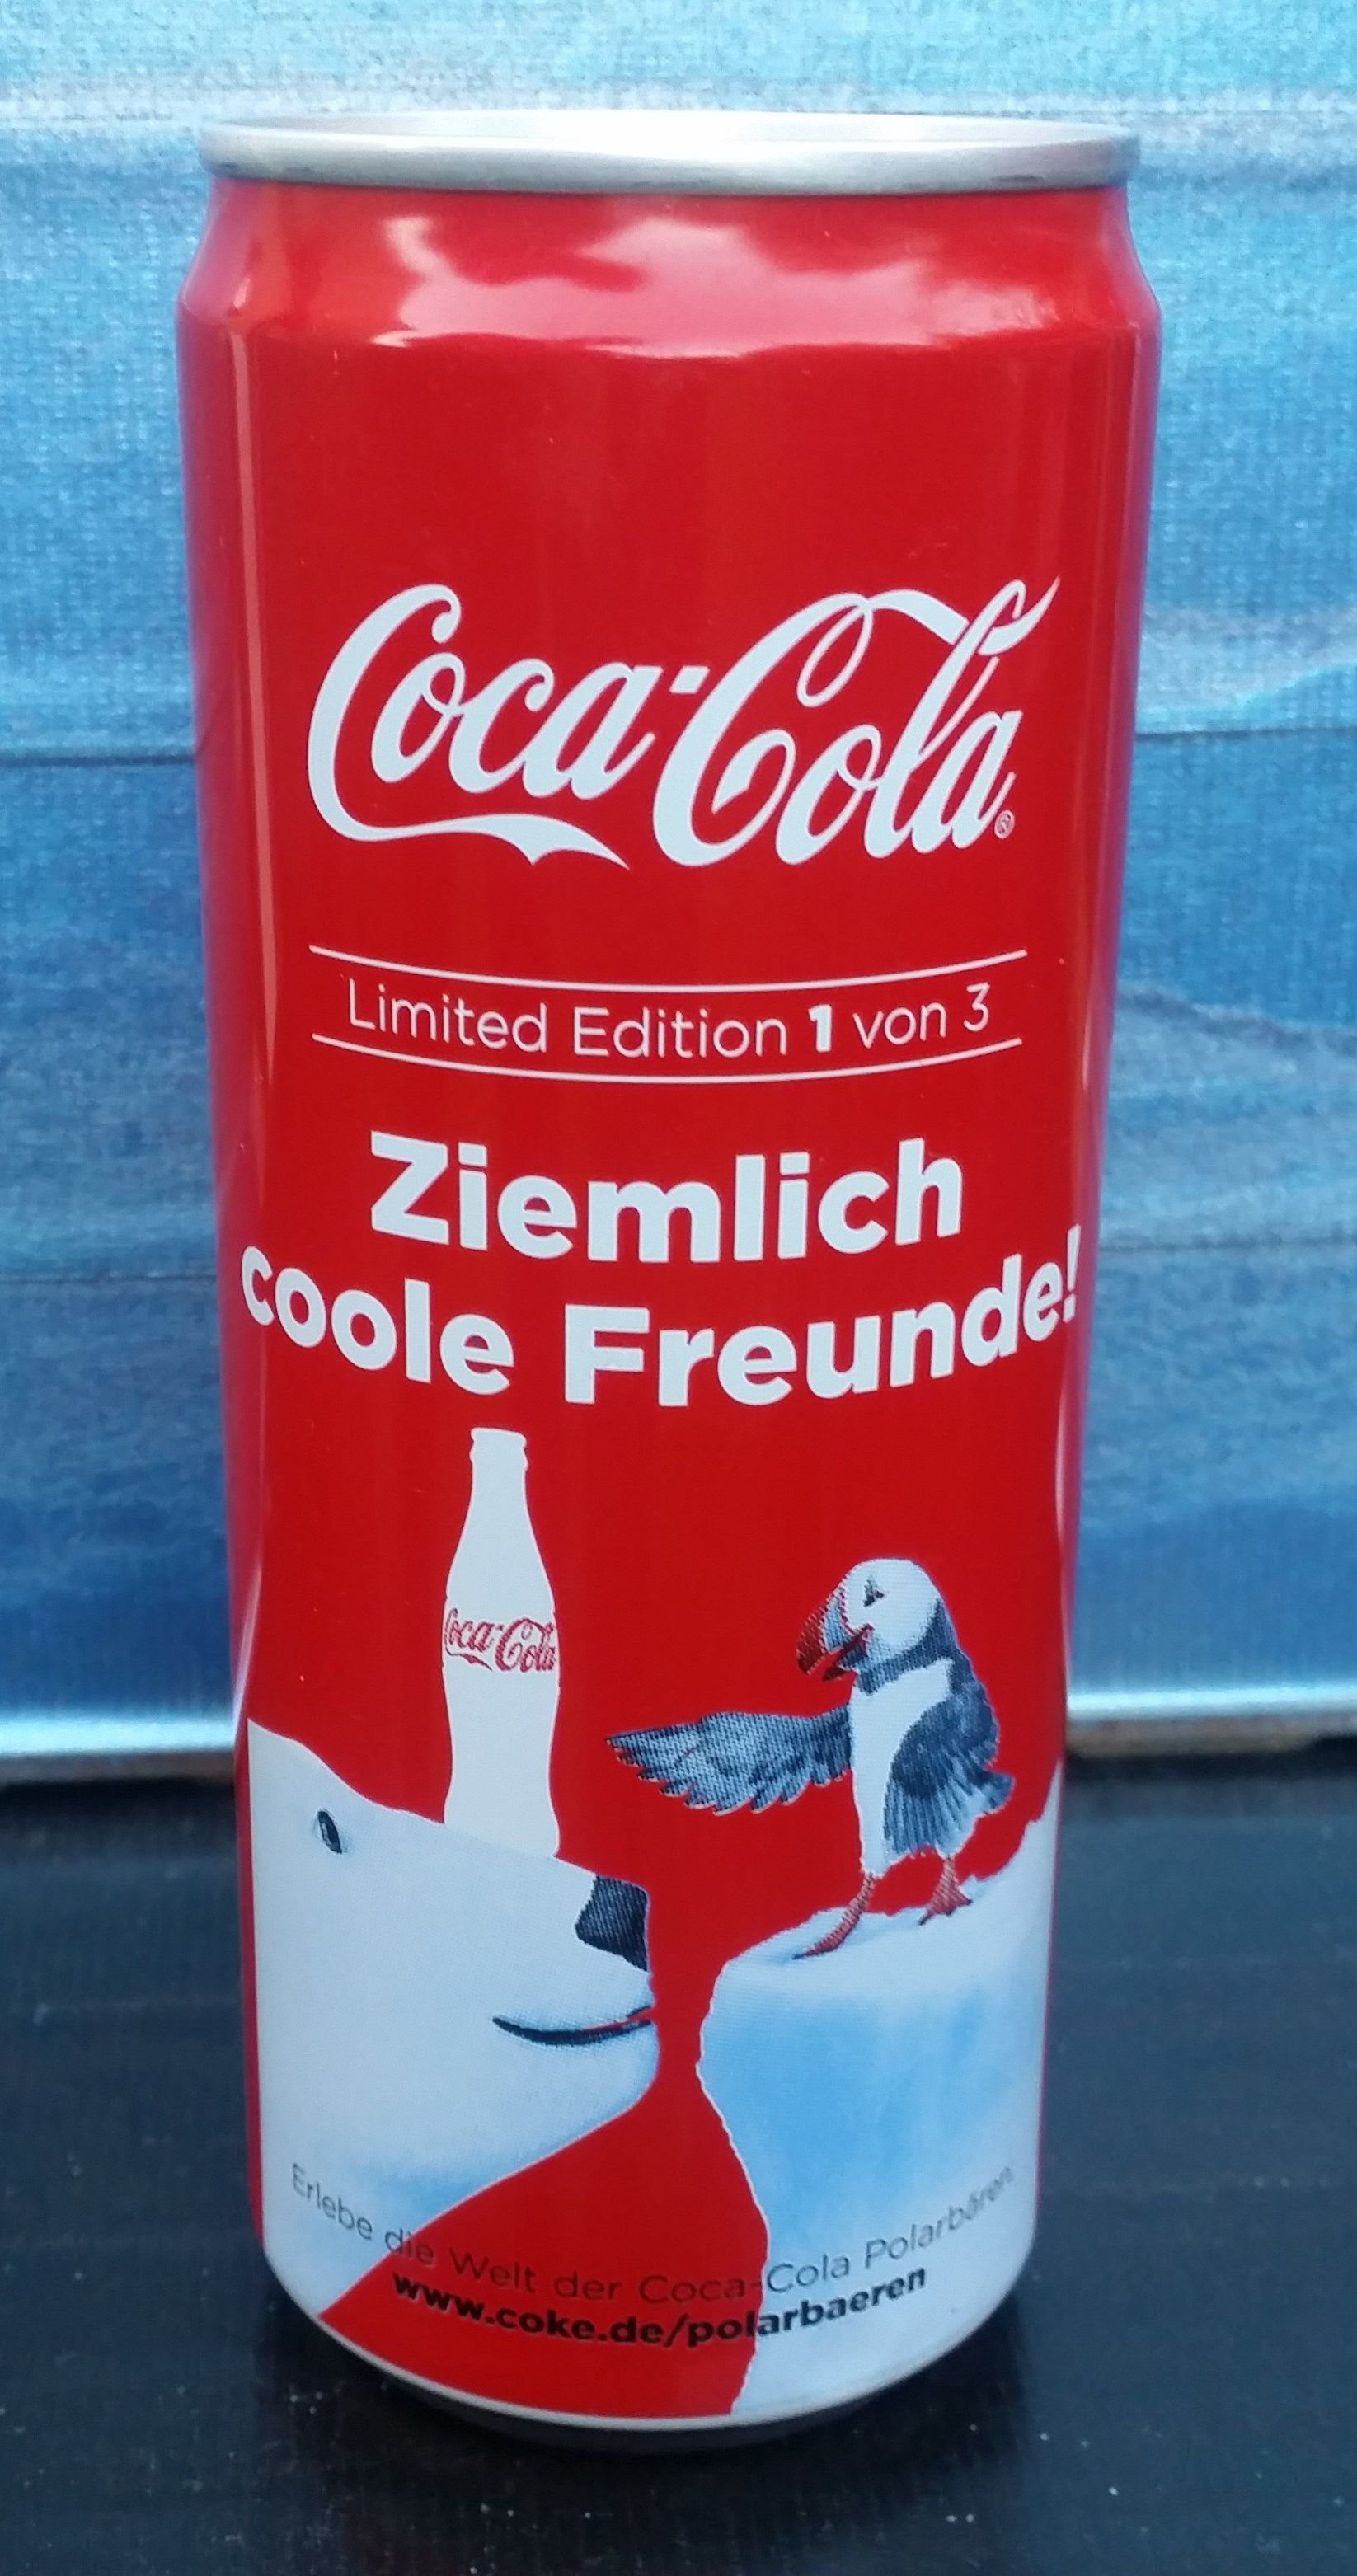 Coca-Cola®
Limited Edition 1 von 3
Ziemlich
coole Freunde!
Coca-Cola
Erlebe die Welt der Coca-Cola Polarbären:
www.coke.de/polarbaeren